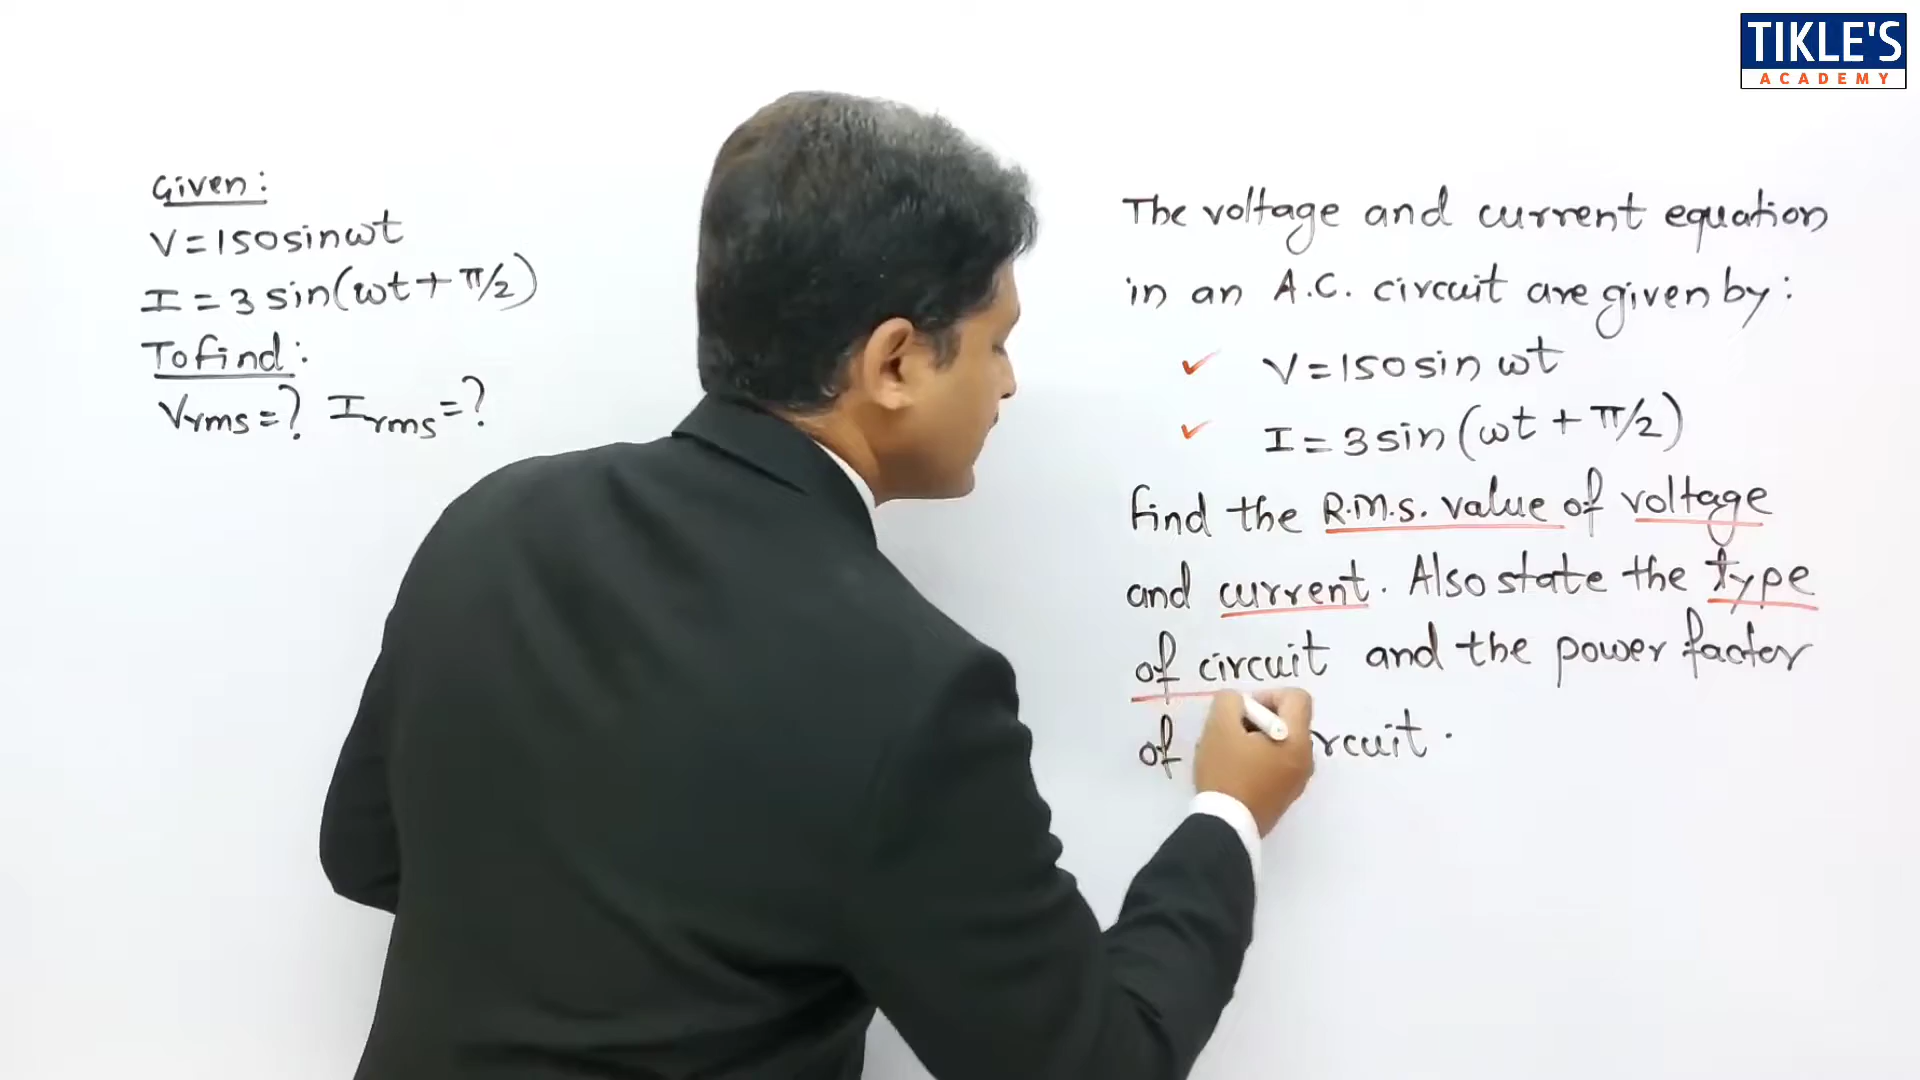 TIKLE'S
ACADEMY
Given:
V=150sinωt
I=3sin(ωt+π/2)
To find:
Vrms=? Irms=?
The voltage and current equation
in an A.C. circuit are given by:
✓ V=150sin ωt
✓ I=3sin(ωt+π/2)
find the R.M.S. value of voltage
and current. Also state the type
of circuit and the power factor
of rcuit.